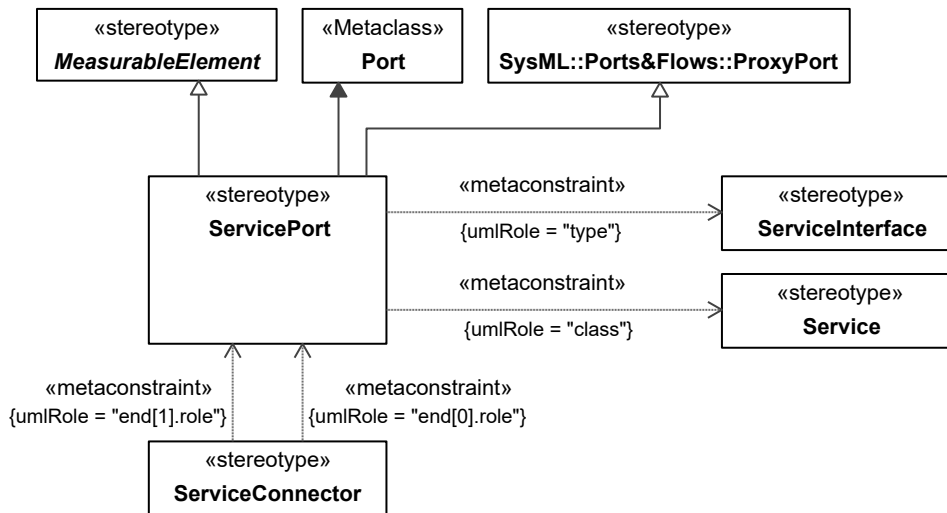 «stereotype»
MeasurableElement
«Metaclass»
Port
«stereotype»
SysML::Ports&Flows::ProxyPort
«stereotype»
ServicePort
«metaconstraint»
{umlRole = "type"}
«stereotype»
ServiceInterface
«metaconstraint»
{umlRole = "class"}
«stereotype»
Service
«metaconstraint»
{umlRole = "end[1].role"}
«metaconstraint»
{umlRole = "end[0].role"}
«stereotype»
ServiceConnector